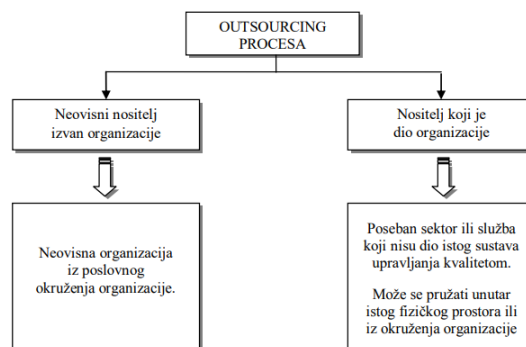 OUTSOURCING
PROCESA
Neovisni nositelj
izvan organizacije
Nositelj koji je
dio organizacije
Neovisna organizacija
iz poslovnog
okruženja organizacije.
Poseban sektor ili služba
koji nisu dio istog sustava
upravljanja kvalitetom.
Može se pružati unutar
istog fizičkog prostora ili
iz okruženja organizacije